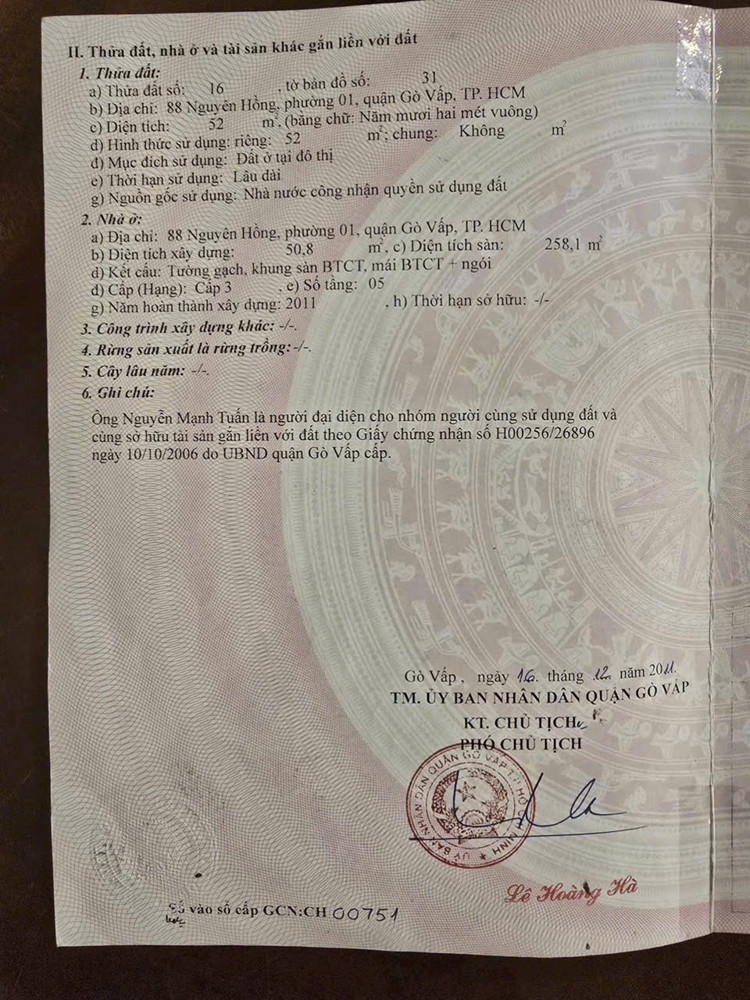 II. Thửa đất, nhà ở và tài sản khác gắn liền với đất
1. Thửa đất:
a) Thửa đất số: 16 , tờ bản đồ số: 31
b) Địa chỉ: 88 Nguyên Hồng, phường 01, quận Gò Vấp, TP. HCM
c) Diện tích: 52 m², (bằng chữ: Năm mươi hai mét vuông)
d) Hình thức sử dụng: riêng: 52 m²; chung: Không m²
đ) Mục đích sử dụng: Đất ở tại đô thị
e) Thời hạn sử dụng: Lâu dài
g) Nguồn gốc sử dụng: Nhà nước công nhận quyền sử dụng đất
2. Nhà ở:
a) Địa chỉ: 88 Nguyên Hồng, phường 01, quận Gò Vấp, TP. HCM
b) Diện tích xây dựng: 50,8 m², c) Diện tích sàn: 258,1 m²
d) Kết cấu: Tường gạch, khung sàn BTCT, mái BTCT + ngói
đ) Cấp (Hạng): Cấp 3 , e) Số tầng: 05
g) Năm hoàn thành xây dựng: 2011 , h) Thời hạn sở hữu: -/-
3. Công trình xây dựng khác: -/-.
4. Rừng sản xuất là rừng trồng: -/-.
5. Cây lâu năm: -/-.
6. Ghi chú:
Ông Nguyễn Mạnh Tuấn là người đại diện cho nhóm người cùng sử dụng đất và
cùng sở hữu tài sản gắn liền với đất theo Giấy chứng nhận số H00256/26896
ngày 10/10/2006 do UBND quận Gò Vấp cấp.
Gò Vấp , ngày 16 tháng 12 năm 2011.
TM. ỦY BAN NHÂN DÂN QUẬN GÒ VẤP
KT. CHỦ TỊCH
PHÓ CHỦ TỊCH
ỦY BAN NHÂN DÂN QUẬN GÒ VẤP T.P HỒ CHÍ MINH
Lê Hoàng Hà
Số vào sổ cấp GCN:CH 00751